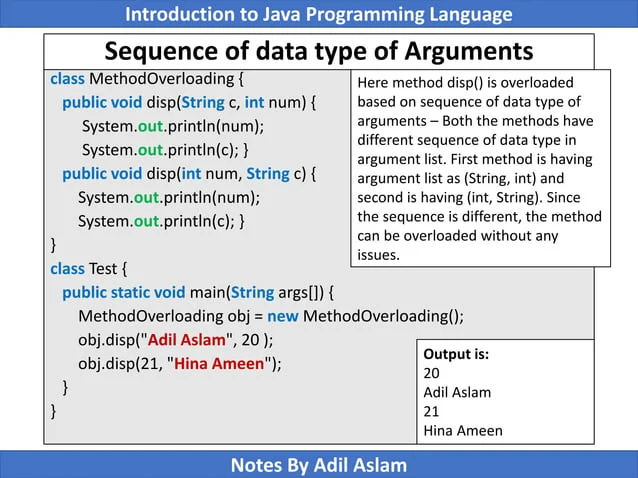 Introduction to Java Programming Language
Sequence of data type of Arguments
class MethodOverloading {
public void disp(String c, int num) {
System.out.println(num);
System.out.println(c); }
public void disp(int num, String c) {
System.out.println(num);
System.out.println(c); }
}
class Test {
public static void main(String args[]) {
MethodOverloading obj = new MethodOverloading();
obj.disp("Adil Aslam", 20 );
obj.disp(21, "Hina Ameen");
}
}
Here method disp() is overloaded
based on sequence of data type of
arguments – Both the methods have
different sequence of data type in
argument list. First method is having
argument list as (String, int) and
second is having (int, String). Since
the sequence is different, the method
can be overloaded without any
issues.
Output is:
20
Adil Aslam
21
Hina Ameen
Notes By Adil Aslam